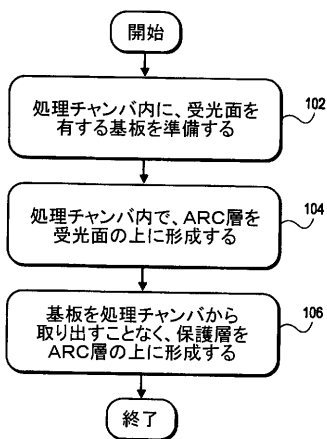 開始
処理チャンバ内に、受光面を
有する基板を準備する
102
処理チャンバ内で、ARC層を
受光面の上に形成する
104
基板を処理チャンバから
取り出すことなく、保護層を
ARC層の上に形成する
106
終了